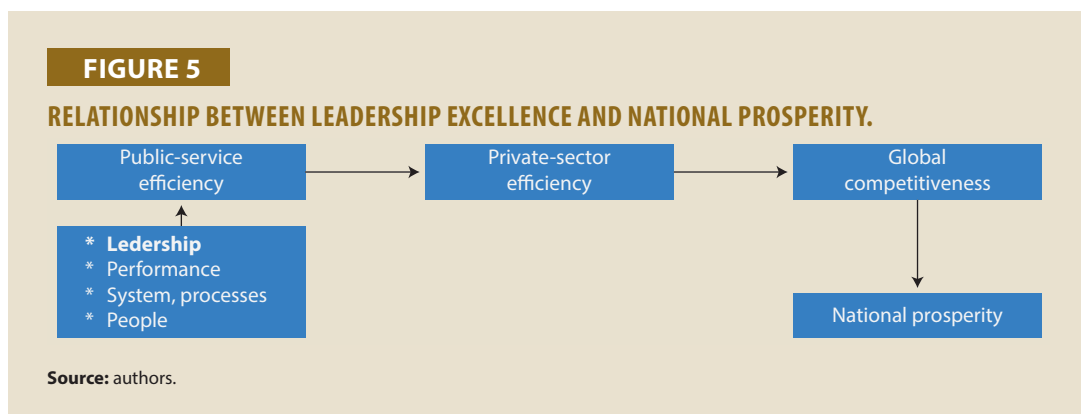 FIGURE 5
RELATIONSHIP BETWEEN LEADERSHIP EXCELLENCE AND NATIONAL PROSPERITY.
Public-service
efficiency
Private-sector
efficiency
Global
competitiveness
* Ledership
* Performance
* System, processes
* People
National prosperity
Source: authors.